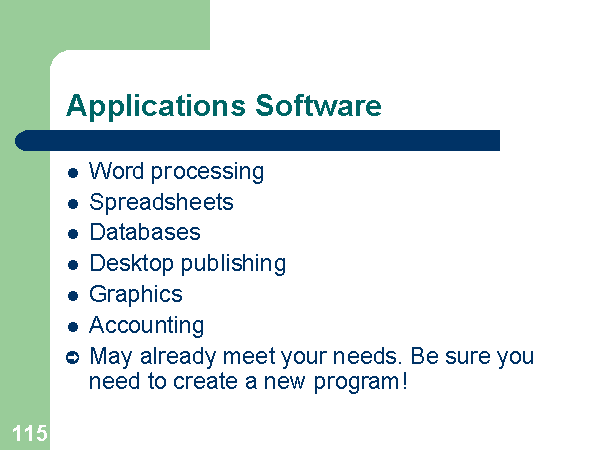 Applications Software
Word processing
Spreadsheets
Databases
Desktop publishing
Graphics
Accounting
May already meet your needs. Be sure you
need to create a new program!
115